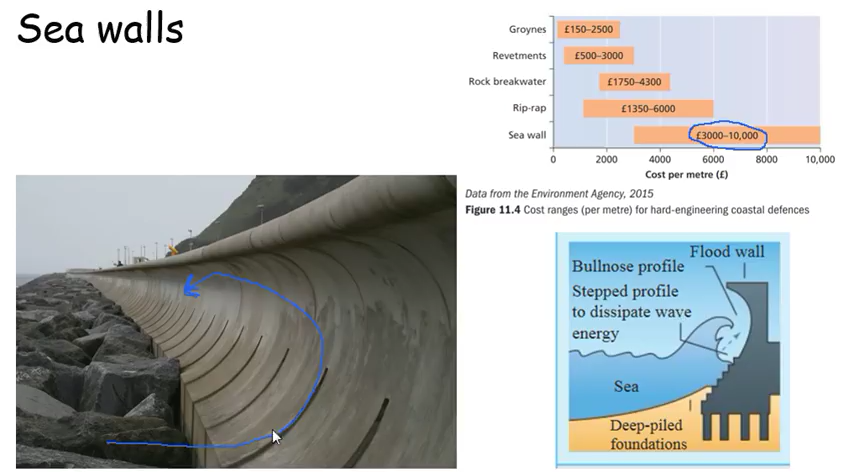 Sea walls
Groynes
£150–2500
Revetments
£500–3000
Rock breakwater
£1750–4300
Rip-rap
£1350–6000
Sea wall
£3000–10,000
0 2000 4000 6000 8000 10,000
Cost per metre (£)
Data from the Environment Agency, 2015
Figure 11.4 Cost ranges (per metre) for hard-engineering coastal defences
Flood wall
Bullnose profile
Stepped profile
to dissipate wave
energy
Sea
Deep-piled
foundations